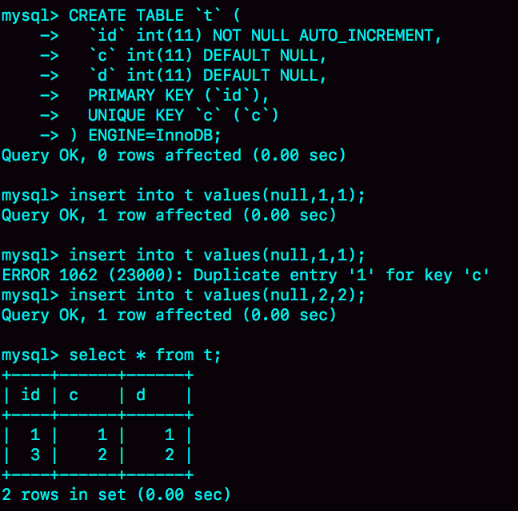 mysql> CREATE TABLE `t` (
    ->   `id` int(11) NOT NULL AUTO_INCREMENT,
    ->   `c` int(11) DEFAULT NULL,
    ->   `d` int(11) DEFAULT NULL,
    ->   PRIMARY KEY (`id`),
    ->   UNIQUE KEY `c` (`c`)
    -> ) ENGINE=InnoDB;
Query OK, 0 rows affected (0.00 sec)
mysql> insert into t values(null,1,1);
Query OK, 1 row affected (0.00 sec)
mysql> insert into t values(null,1,1);
ERROR 1062 (23000): Duplicate entry '1' for key 'c'
mysql> insert into t values(null,2,2);
Query OK, 1 row affected (0.00 sec)
mysql> select * from t;
+----+------+------+
| id | c    | d    |
+----+------+------+
|  1 |    1 |    1 |
|  3 |    2 |    2 |
+----+------+------+
2 rows in set (0.00 sec)